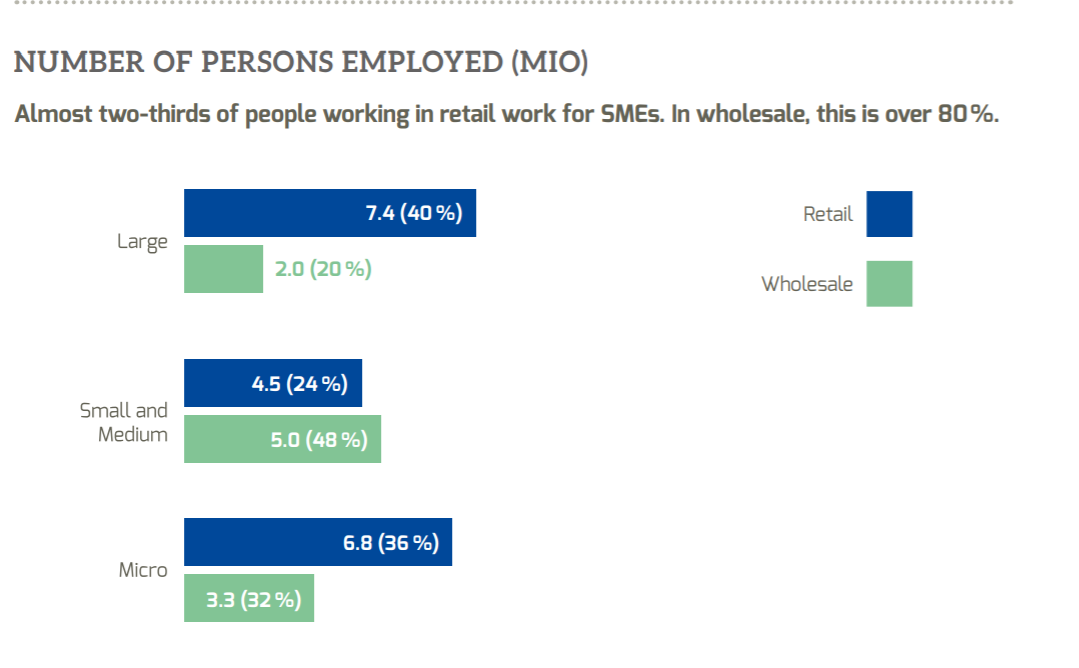 NUMBER OF PERSONS EMPLOYED (MIO)
Almost two-thirds of people working in retail work for SMEs. In wholesale, this is over 80 %.
Large
7.4 (40 %)
2.0 (20 %)
Retail
Wholesale
Small and
Medium
4.5 (24 %)
5.0 (48 %)
Micro
6.8 (36 %)
3.3 (32 %)